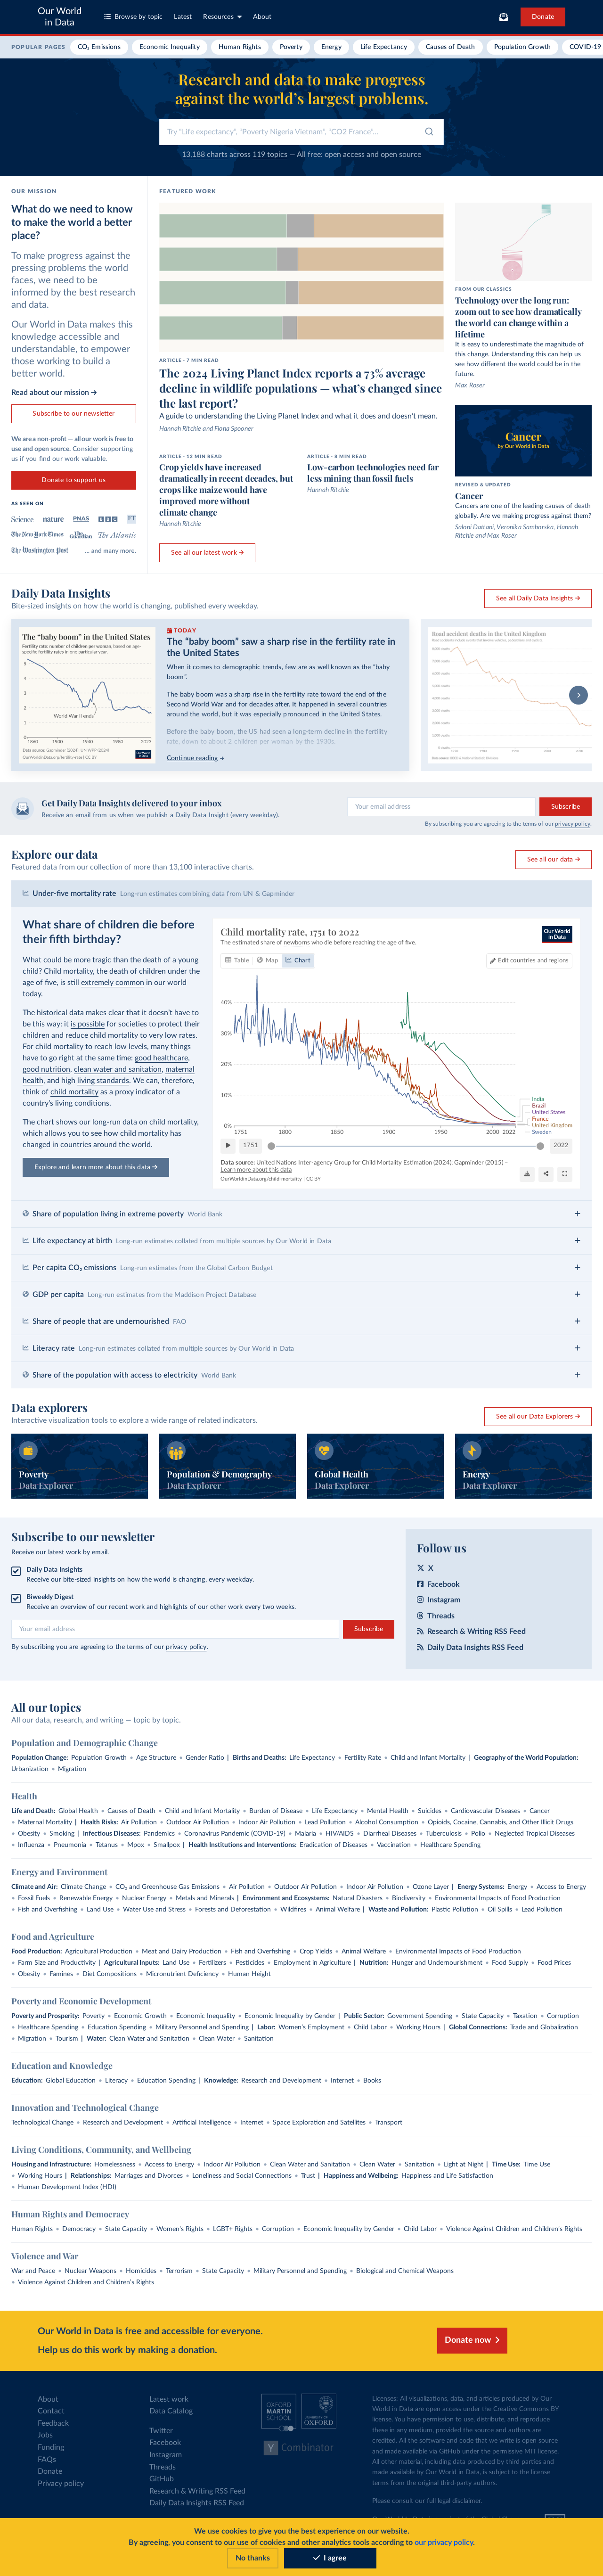 Our World
in Data
Browse by topic
Latest
Resources
About
Donate
POPULAR PAGES
CO₂ Emissions
Economic Inequality
Human Rights
Poverty
Energy
Life Expectancy
Causes of Death
Population Growth
COVID-19
Research and data to make progress
against the world’s largest problems.
Try “Life expectancy”, “Poverty Nigeria Vietnam”, “CO2 France”…
13,188 charts across 119 topics — All free: open access and open source
OUR MISSION
What do we need to know
to make the world a better
place?
To make progress against the
pressing problems the world
faces, we need to be
informed by the best research
and data.
Our World in Data makes this
knowledge accessible and
understandable, to empower
those working to build a
better world.
Read about our mission →
Subscribe to our newsletter
We are a non-profit — all our work is free to
use and open source. Consider supporting
us if you find our work valuable.
Donate to support us
AS SEEN ON
Science
nature
PNAS
BBC
FT
The New York Times
The Guardian
The Atlantic
The Washington Post
... and many more.
FEATURED WORK
ARTICLE - 7 MIN READ
The 2024 Living Planet Index reports a 73% average
decline in wildlife populations — what’s changed since
the last report?
A guide to understanding the Living Planet Index and what it does and doesn’t mean.
Hannah Ritchie and Fiona Spooner
ARTICLE - 12 MIN READ
Crop yields have increased
dramatically in recent decades, but
crops like maize would have
improved more without
climate change
Hannah Ritchie
ARTICLE - 8 MIN READ
Low-carbon technologies need far
less mining than fossil fuels
Hannah Ritchie
See all our latest work →
FROM OUR CLASSICS
Technology over the long run:
zoom out to see how dramatically
the world can change within a
lifetime
It is easy to underestimate the magnitude of
this change. Understanding this can help us
see how different the world could be in the
future.
Max Roser
Cancer
by Our World in Data
REVISED & UPDATED
Cancer
Cancers are one of the leading causes of death
globally. Are we making progress against them?
Saloni Dattani, Veronika Samborska, Hannah
Ritchie and Max Roser
Daily Data Insights
Bite-sized insights on how the world is changing, published every weekday.
See all Daily Data Insights →
The “baby boom” in the United States
Fertility rate: number of children per woman, based on age-
specific fertility rates in one particular year.
5
4
3
2
1
0
World War II
1860
1900
1940
1980
2023
OurWorldinData.org/fertility-rate | CC BY
Our World
in Data
TODAY
The “baby boom” saw a sharp rise in the fertility rate in
the United States
When it comes to demographic trends, few are as well known as the “baby
boom”.
The baby boom was a sharp rise in the fertility rate toward the end of the
Second World War and for decades after. It happened in several countries
around the world, but it was especially pronounced in the United States.
Before the baby boom, the US had seen a long-term decline in the fertility
rate, down to about 2 children per woman by the 1930s.
Continue reading →
Road accident deaths in the United Kingdom
Get Daily Data Insights delivered to your inbox
Receive an email from us when we publish a Daily Data Insight (every weekday).
Your email address
Subscribe
By subscribing you are agreeing to the terms of our privacy policy.
Explore our data
Featured data from our collection of more than 13,100 interactive charts.
See all our data →
Under-five mortality rate Long-run estimates combining data from UN & Gapminder
What share of children die before
their fifth birthday?
What could be more tragic than the death of a young
child? Child mortality, the death of children under the
age of five, is still extremely common in our world
today.
The historical data makes clear that it doesn’t have to
be this way: it is possible for societies to protect their
children and reduce child mortality to very low rates.
For child mortality to reach low levels, many things
have to go right at the same time: good healthcare,
good nutrition, clean water and sanitation, maternal
health, and high living standards. We can, therefore,
think of child mortality as a proxy indicator of a
country’s living conditions.
The chart shows our long-run data on child mortality,
which allows you to see how child mortality has
changed in countries around the world.
Explore and learn more about this data →
Child mortality rate, 1751 to 2022
The estimated share of newborns who die before reaching the age of five.
Our World
in Data
Table
Map
Chart
Edit countries and regions
40%
30%
20%
10%
0%
1751
1800
1850
1900
1950
2000
2022
India
Brazil
United States
France
United Kingdom
Sweden
1751
2022
Data source: United Nations Inter-agency Group for Child Mortality Estimation (2024); Gapminder (2015) –
Learn more about this data
OurWorldinData.org/child-mortality | CC BY
Share of population living in extreme poverty World Bank
Life expectancy at birth Long-run estimates collated from multiple sources by Our World in Data
Per capita CO₂ emissions Long-run estimates from the Global Carbon Budget
GDP per capita Long-run estimates from the Maddison Project Database
Share of people that are undernourished FAO
Literacy rate Long-run estimates collated from multiple sources by Our World in Data
Share of the population with access to electricity World Bank
Data explorers
Interactive visualization tools to explore a wide range of related indicators.
See all our Data Explorers →
Poverty
Data Explorer
Population & Demography
Data Explorer
Global Health
Data Explorer
Energy
Data Explorer
Subscribe to our newsletter
Receive our latest work by email.
Daily Data Insights
Receive our bite-sized insights on how the world is changing, every weekday.
Biweekly Digest
Receive an overview of our recent work and highlights of our other work every two weeks.
Your email address
Subscribe
By subscribing you are agreeing to the terms of our privacy policy.
Follow us
X
Facebook
Instagram
Threads
Research & Writing RSS Feed
Daily Data Insights RSS Feed
All our topics
All our data, research, and writing — topic by topic.
Population and Demographic Change
Population Change: Population Growth • Age Structure • Gender Ratio | Births and Deaths: Life Expectancy • Fertility Rate • Child and Infant Mortality | Geography of the World Population:
Urbanization • Migration
Health
Life and Death: Global Health • Causes of Death • Child and Infant Mortality • Burden of Disease • Life Expectancy • Mental Health • Suicides • Cardiovascular Diseases • Cancer
• Maternal Mortality | Health Risks: Air Pollution • Outdoor Air Pollution • Indoor Air Pollution • Lead Pollution • Alcohol Consumption • Opioids, Cocaine, Cannabis, and Other Illicit Drugs
• Obesity • Smoking | Infectious Diseases: Pandemics • Coronavirus Pandemic (COVID-19) • Malaria • HIV/AIDS • Diarrheal Diseases • Tuberculosis • Polio • Neglected Tropical Diseases
• Influenza • Pneumonia • Tetanus • Mpox • Smallpox | Health Institutions and Interventions: Eradication of Diseases • Vaccination • Healthcare Spending
Energy and Environment
Climate and Air: Climate Change • CO₂ and Greenhouse Gas Emissions • Air Pollution • Outdoor Air Pollution • Indoor Air Pollution • Ozone Layer | Energy Systems: Energy • Access to Energy
• Fossil Fuels • Renewable Energy • Nuclear Energy • Metals and Minerals | Environment and Ecosystems: Natural Disasters • Biodiversity • Environmental Impacts of Food Production
• Fish and Overfishing • Land Use • Water Use and Stress • Forests and Deforestation • Wildfires • Animal Welfare | Waste and Pollution: Plastic Pollution • Oil Spills • Lead Pollution
Food and Agriculture
Food Production: Agricultural Production • Meat and Dairy Production • Fish and Overfishing • Crop Yields • Animal Welfare • Environmental Impacts of Food Production
• Farm Size and Productivity | Agricultural Inputs: Land Use • Fertilizers • Pesticides • Employment in Agriculture | Nutrition: Hunger and Undernourishment • Food Supply • Food Prices
• Obesity • Famines • Diet Compositions • Micronutrient Deficiency • Human Height
Poverty and Economic Development
Poverty and Prosperity: Poverty • Economic Growth • Economic Inequality • Economic Inequality by Gender | Public Sector: Government Spending • State Capacity • Taxation • Corruption
• Healthcare Spending • Education Spending • Military Personnel and Spending | Labor: Women’s Employment • Child Labor • Working Hours | Global Connections: Trade and Globalization
• Migration • Tourism | Water: Clean Water and Sanitation • Clean Water • Sanitation
Education and Knowledge
Education: Global Education • Literacy • Education Spending | Knowledge: Research and Development • Internet • Books
Innovation and Technological Change
Technological Change • Research and Development • Artificial Intelligence • Internet • Space Exploration and Satellites • Transport
Living Conditions, Community, and Wellbeing
Housing and Infrastructure: Homelessness • Access to Energy • Indoor Air Pollution • Clean Water and Sanitation • Clean Water • Sanitation • Light at Night | Time Use: Time Use
• Working Hours | Relationships: Marriages and Divorces • Loneliness and Social Connections • Trust | Happiness and Wellbeing: Happiness and Life Satisfaction
• Human Development Index (HDI)
Human Rights and Democracy
Human Rights • Democracy • State Capacity • Women’s Rights • LGBT+ Rights • Corruption • Economic Inequality by Gender • Child Labor • Violence Against Children and Children’s Rights
Violence and War
War and Peace • Nuclear Weapons • Homicides • Terrorism • State Capacity • Military Personnel and Spending • Biological and Chemical Weapons
• Violence Against Children and Children’s Rights
Our World in Data is free and accessible for everyone.
Help us do this work by making a donation.
Donate now
About
Contact
Feedback
Jobs
Funding
FAQs
Donate
Privacy policy
Latest work
Data Catalog
Twitter
Facebook
Instagram
Threads
GitHub
Research & Writing RSS Feed
Daily Data Insights RSS Feed
OXFORD
MARTIN
SCHOOL
UNIVERSITY OF
OXFORD
Y Combinator
Licenses: All visualizations, data, and articles produced by Our
World in Data are open access under the Creative Commons BY
license. You have permission to use, distribute, and reproduce
these in any medium, provided the source and authors are
credited. All the software and code that we write is open source
and made available via GitHub under the permissive MIT license.
All other material, including data produced by third parties and
made available by Our World in Data, is subject to the license
terms from the original third-party authors.
Please consult our full legal disclaimer.
We use cookies to give you the best experience on our website.
By agreeing, you consent to our use of cookies and other analytics tools according to our privacy policy.
No thanks
I agree